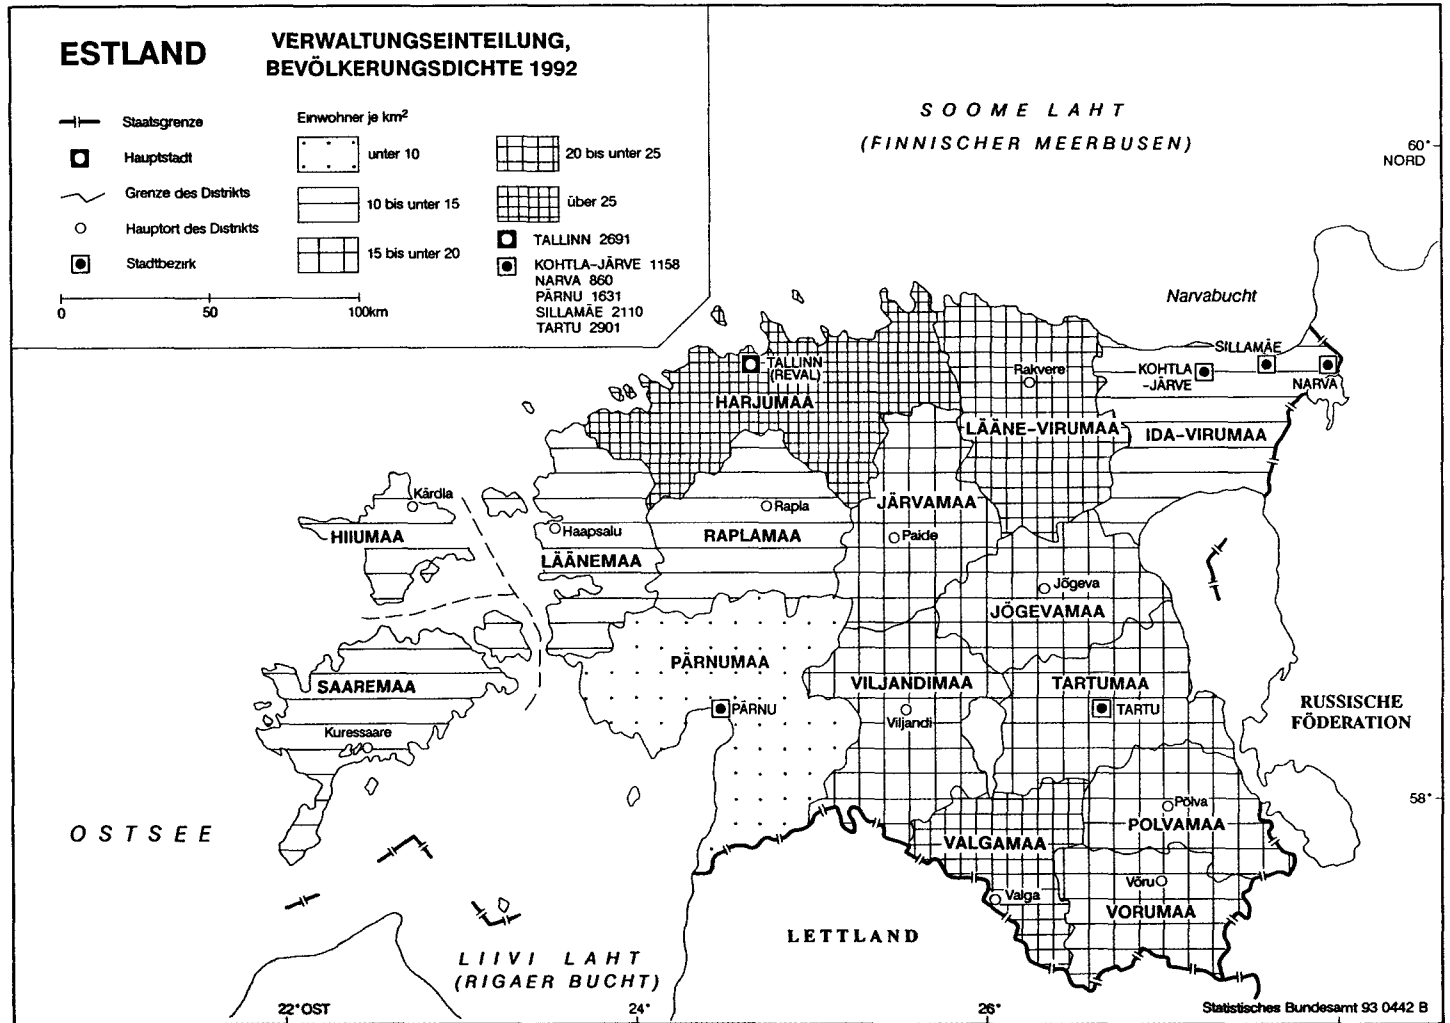 ESTLAND
VERWALTUNGSEINTEILUNG,
BEVÖLKERUNGSDICHTE 1992
Staatsgrenze
Hauptstadt
Grenze des Distrikts
Hauptort des Distrikts
Stadtbezirk
0 50 100km
Einwohner je km²
unter 10
10 bis unter 15
15 bis unter 20
20 bis unter 25
über 25
TALLINN 2691
KOHTLA-JÄRVE 1158
NARVA 860
PÄRNU 1631
SILLAMÄE 2110
TARTU 2901
SOOME LAHT
(FINNISCHER MEERBUSEN)
60°
NORD
Narvabucht
SILLAMÄE
KOHTLA
-JÄRVE
NARVA
TALLINN
(REVAL)
HARJUMAA
Rakvere
LÄÄNE-VIRUMAA
IDA-VIRUMAA
Kärdla
HIIUMAA
Haapsalu
LÄÄNEMAA
Rapla
RAPLAMAA
JÄRVAMAA
Paide
Jõgeva
JÕGEVAMAA
PÄRNUMAA
PÄRNU
SAAREMAA
Kuressaare
VILJANDIMAA
Viljandi
TARTUMAA
TARTU
RUSSISCHE
FÖDERATION
58°
Põlva
POLVAMAA
VALGAMAA
Valga
Võru
VORUMAA
OSTSEE
LETTLAND
LIIVI LAHT
(RIGAER BUCHT)
22° OST
24°
26°
Statistisches Bundesamt 93 0442 B